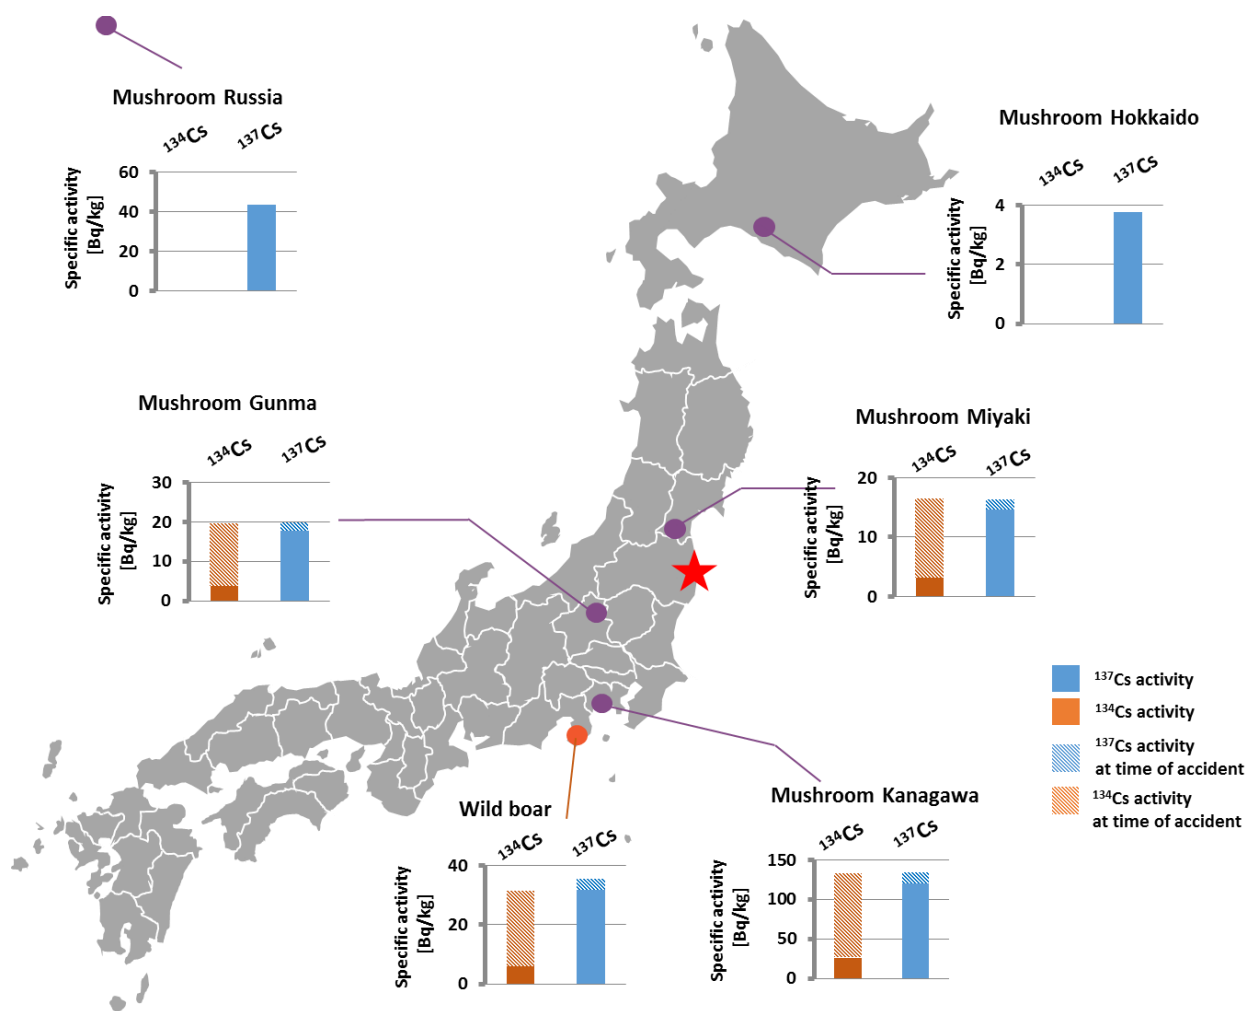 Mushroom Russia
¹³⁴Cs
¹³⁷Cs
Specific activity
[Bq/kg]
60
40
20
0
Mushroom Hokkaido
¹³⁴Cs
¹³⁷Cs
Specific activity
[Bq/kg]
4
2
0
Mushroom Gunma
¹³⁴Cs
¹³⁷Cs
Specific activity
[Bq/kg]
30
20
10
0
Mushroom Miyaki
¹³⁴Cs
¹³⁷Cs
Specific activity
[Bq/kg]
20
10
0
¹³⁷Cs activity
¹³⁴Cs activity
¹³⁷Cs activity
at time of accident
¹³⁴Cs activity
at time of accident
Wild boar
¹³⁴Cs
¹³⁷Cs
Specific activity
[Bq/kg]
40
20
0
Mushroom Kanagawa
¹³⁴Cs
¹³⁷Cs
Specific activity
[Bq/kg]
150
100
50
0